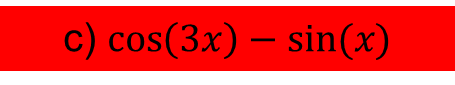 c) cos(3x) − sin(x)